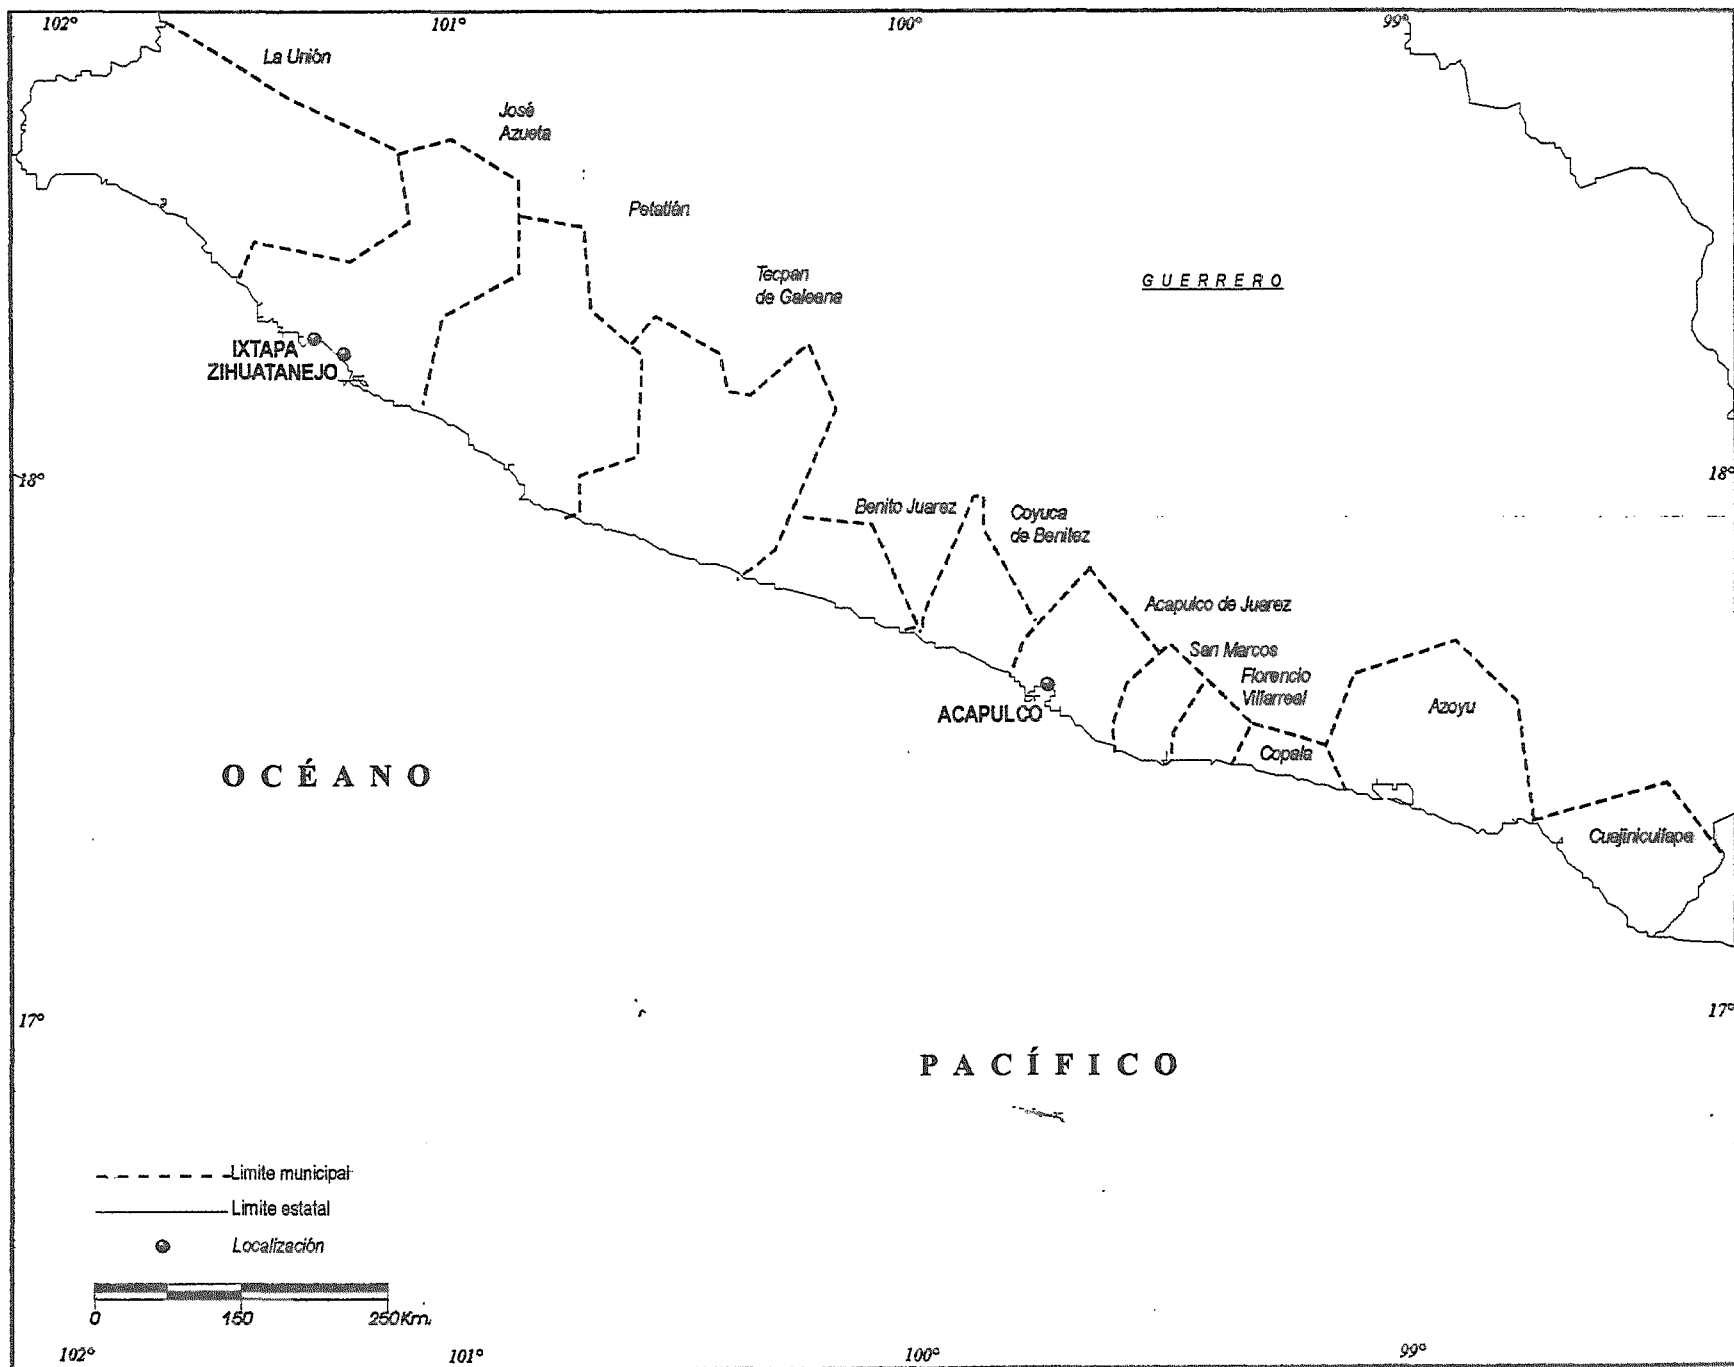 102°
101°
100°
99°
La Unión
José
Azueta
Petatlán
Tecpan
de Galeana
GUERRERO
IXTAPA
ZIHUATANEJO
18°
18°
Benito Juarez
Coyuca
de Benitez
Acapulco de Juarez
San Marcos
Florencio
Villarreal
ACAPULCO
Azoyu
Copala
OCÉANO
Cuajinicuilapa
17°
17°
PACÍFICO
Limite municipal
Limite estatal
Localización
0 150 250Km.
102°
101°
100°
99°